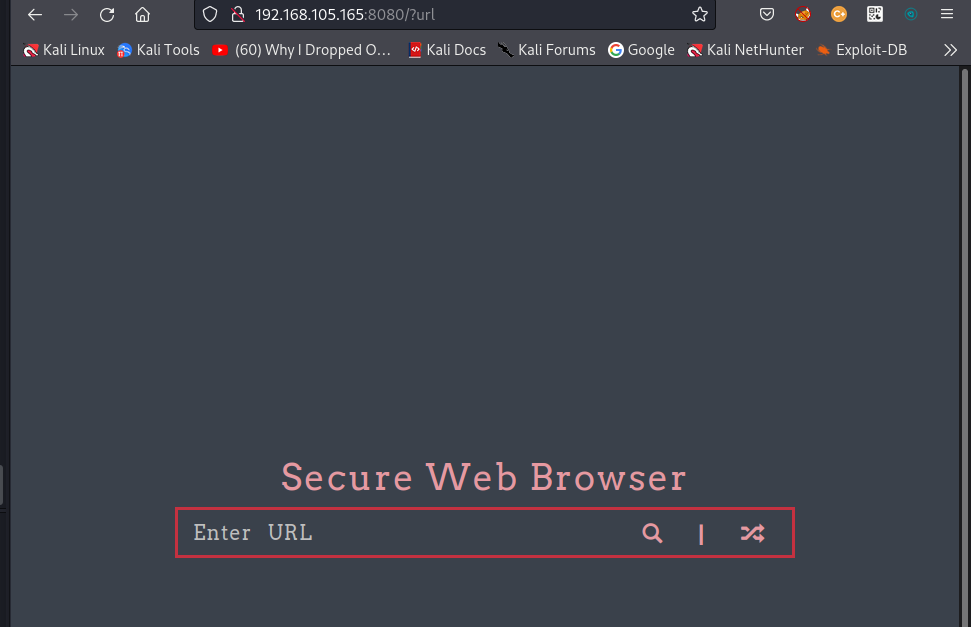 192.168.105.165:8080/?url
Kali Linux Kali Tools (60) Why I Dropped O... Kali Docs Kali Forums Google Kali NetHunter Exploit-DB
Secure Web Browser
Enter URL